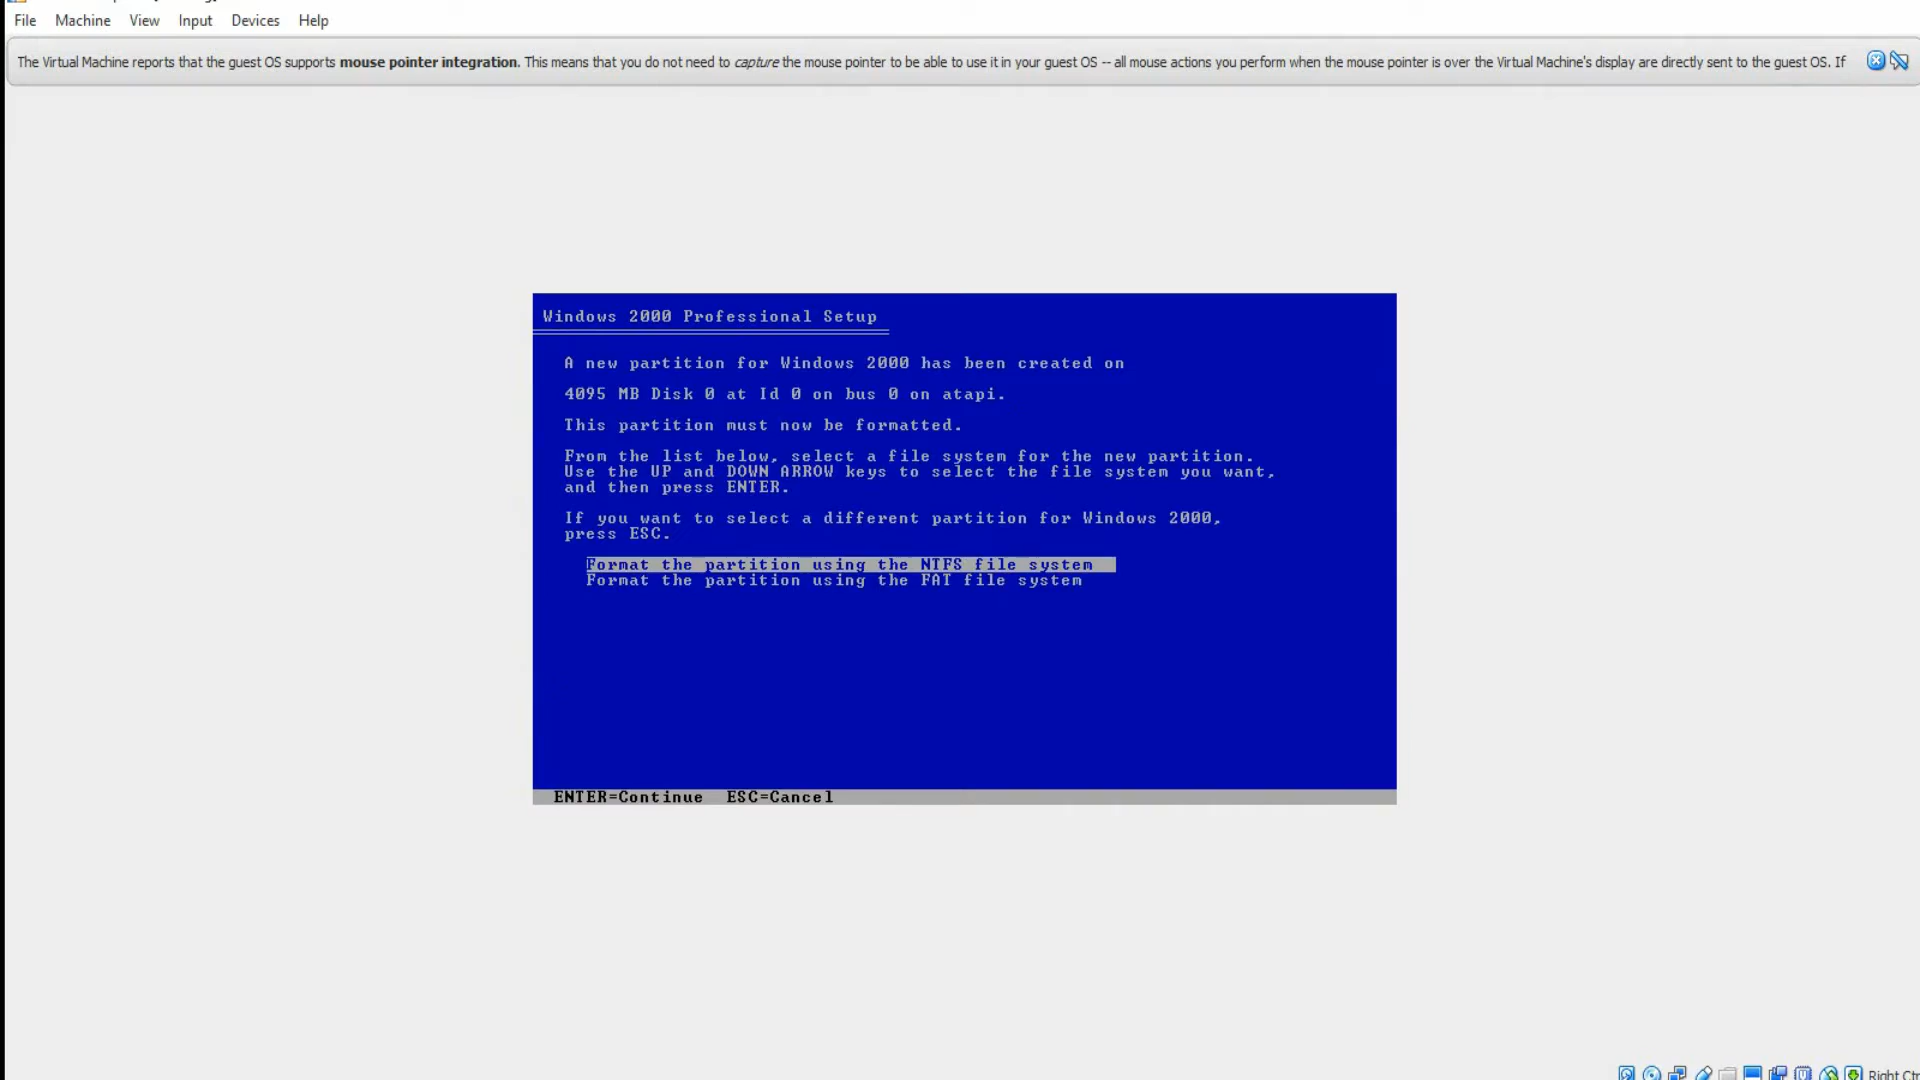 File Machine View Input Devices Help
The Virtual Machine reports that the guest OS supports mouse pointer integration. This means that you do not need to capture the mouse pointer to be able to use it in your guest OS -- all mouse actions you perform when the mouse pointer is over the Virtual Machine's display are directly sent to the guest OS. If
Windows 2000 Professional Setup
A new partition for Windows 2000 has been created on
4095 MB Disk 0 at Id 0 on bus 0 on atapi.
This partition must now be formatted.
From the list below, select a file system for the new partition.
Use the UP and DOWN ARROW keys to select the file system you want,
and then press ENTER.
If you want to select a different partition for Windows 2000,
press ESC.
Format the partition using the NTFS file system
Format the partition using the FAT file system
ENTER=Continue ESC=Cancel
Right Ctr